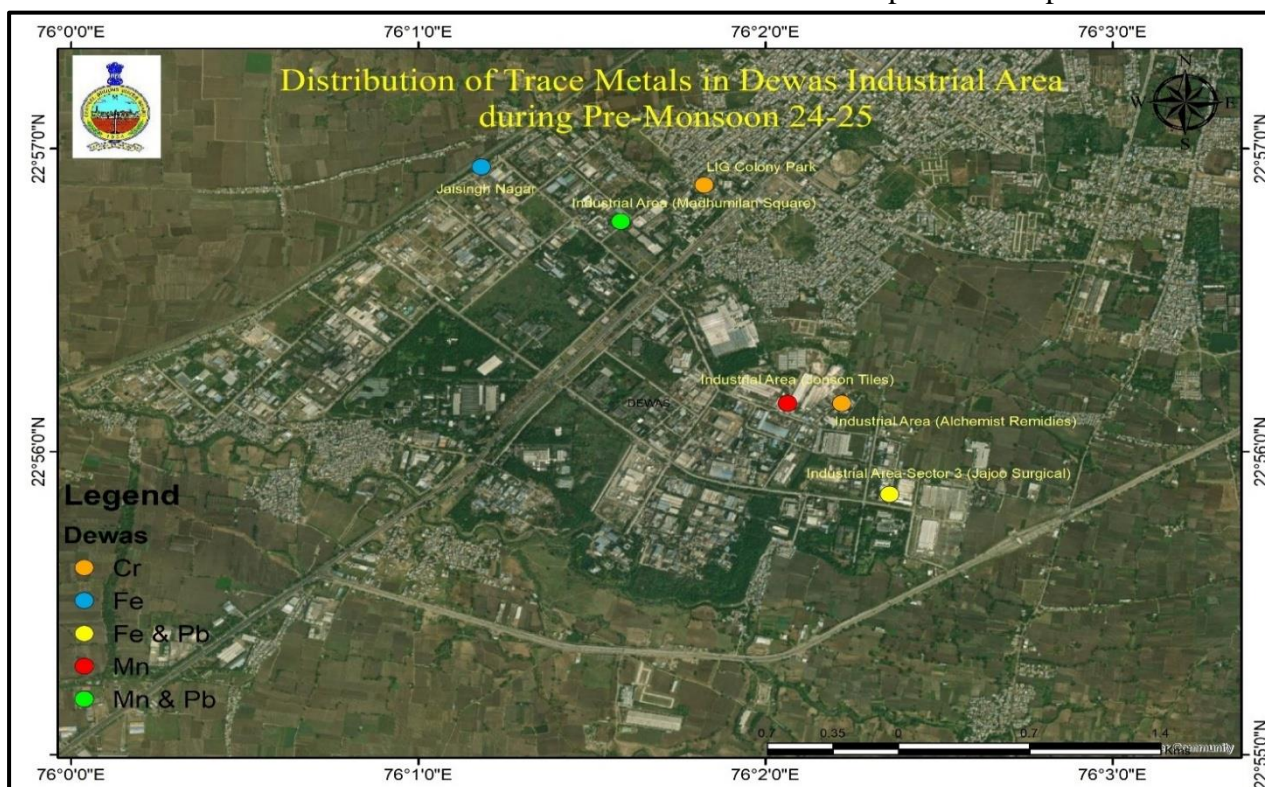 76°0'0"E 76°1'0"E 76°2'0"E 76°3'0"E
Distribution of Trace Metals in Dewas Industrial Area
during Pre-Monsoon 24-25
N
W E
S
22°57'0"N 22°57'0"N
LIG Colony Park
Jaisingh Nagar
Industrial Area (Madhumilan Square)
Industrial Area (Jonson Tiles)
DEWAS
Industrial Area (Alchemist Remidies)
22°56'0"N 22°56'0"N
Industrial Area-Sector 3 (Jajoo Surgical)
Legend
Dewas
Cr
Fe
Fe & Pb
Mn
Mn & Pb
0.7 0.35 0 0.7 1.4
Kms
22°55'0"N
76°0'0"E 76°1'0"E 76°2'0"E 76°3'0"E